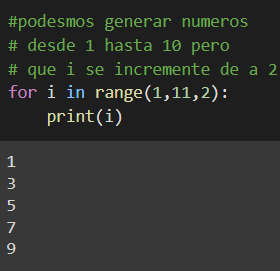 #podesmos generar numeros
# desde 1 hasta 10 pero
# que i se incremente de a 2
for i in range(1,11,2):
    print(i)
1
3
5
7
9